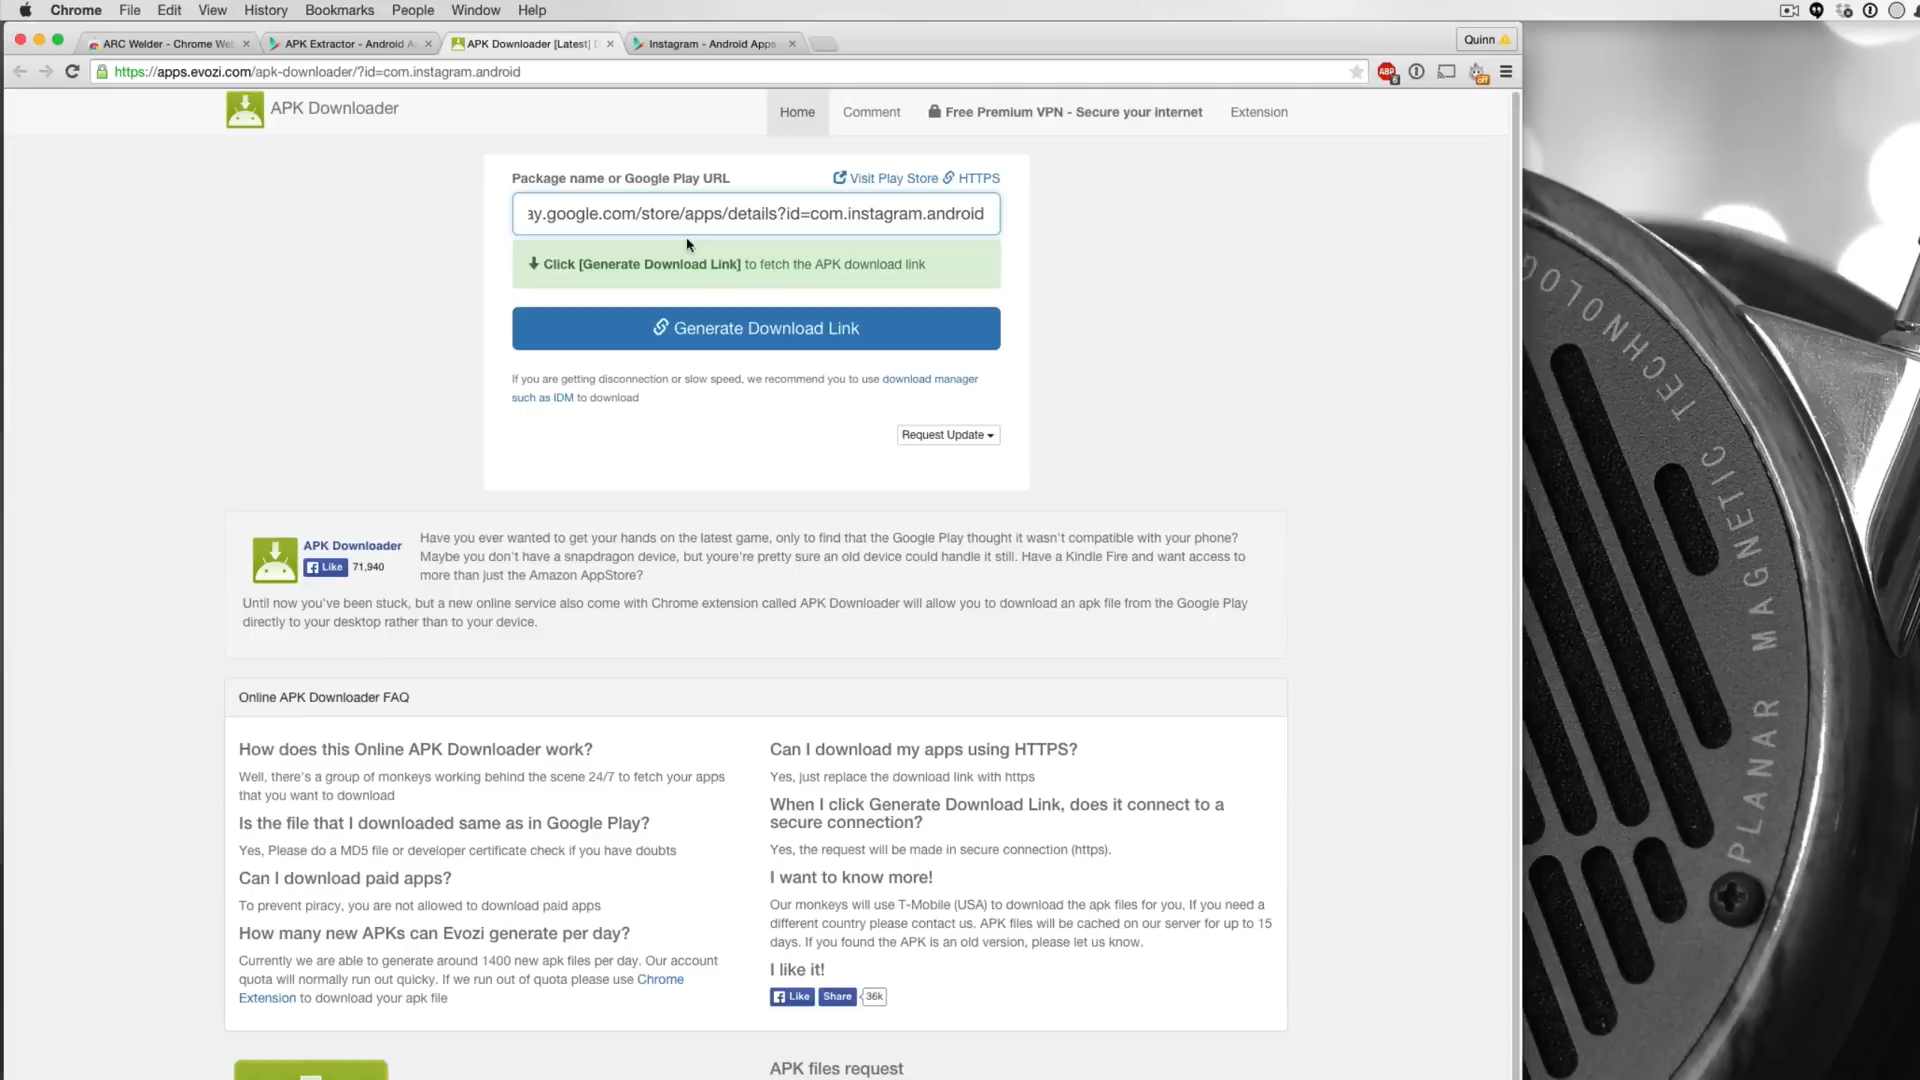 Chrome File Edit View History Bookmarks People Window Help
ARC Welder - Chrome Web
APK Extractor - Android A
APK Downloader [Latest] D
Instagram - Android Apps
Quinn
https://apps.evozi.com/apk-downloader/?id=com.instagram.android
ABP
APK Downloader
Home Comment Free Premium VPN - Secure your internet Extension
Package name or Google Play URL Visit Play Store HTTPS
ay.google.com/store/apps/details?id=com.instagram.android
Click [Generate Download Link] to fetch the APK download link
Generate Download Link
If you are getting disconnection or slow speed, we recommend you to use download manager
such as IDM to download
Request Update
APK Downloader
Like 71,940
Have you ever wanted to get your hands on the latest game, only to find that the Google Play thought it wasn't compatible with your phone?
Maybe you don't have a snapdragon device, but youre're pretty sure an old device could handle it still. Have a Kindle Fire and want access to
more than just the Amazon AppStore?
Until now you've been stuck, but a new online service also come with Chrome extension called APK Downloader will allow you to download an apk file from the Google Play
directly to your desktop rather than to your device.
Online APK Downloader FAQ
How does this Online APK Downloader work?
Well, there's a group of monkeys working behind the scene 24/7 to fetch your apps
that you want to download
Is the file that I downloaded same as in Google Play?
Yes, Please do a MD5 file or developer certificate check if you have doubts
Can I download paid apps?
To prevent piracy, you are not allowed to download paid apps
How many new APKs can Evozi generate per day?
Currently we are able to generate around 1400 new apk files per day. Our account
quota will normally run out quicky. If we run out of quota please use Chrome
Extension to download your apk file
Can I download my apps using HTTPS?
Yes, just replace the download link with https
When I click Generate Download Link, does it connect to a
secure connection?
Yes, the request will be made in secure connection (https).
I want to know more!
Our monkeys will use T-Mobile (USA) to download the apk files for you, If you need a
different country please contact us. APK files will be cached on our server for up to 15
days. If you found the APK is an old version, please let us know.
I like it!
Like Share 36k
APK files request
PLANAR MAGNETIC TECHNOLOG